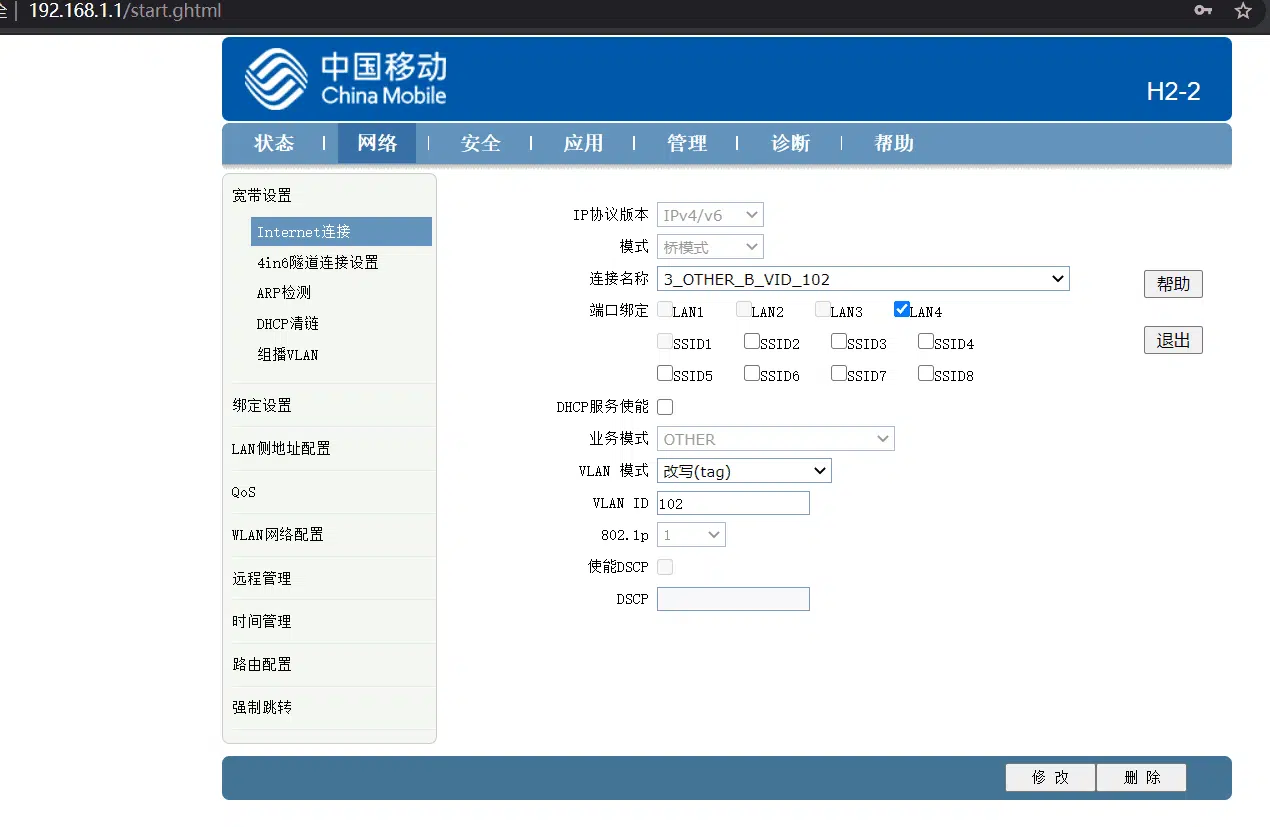 全 | 192.168.1.1/start.ghtml
中国移动
China Mobile
H2-2
状态 | 网络 | 安全 | 应用 | 管理 | 诊断 | 帮助
宽带设置
Internet连接
4in6隧道连接设置
ARP检测
DHCP清链
组播VLAN
绑定设置
LAN侧地址配置
QoS
WLAN网络配置
远程管理
时间管理
路由配置
强制跳转
IP协议版本 IPv4/v6
模式 桥模式
连接名称 3_OTHER_B_VID_102
端口绑定 LAN1 LAN2 LAN3 LAN4
SSID1 SSID2 SSID3 SSID4
SSID5 SSID6 SSID7 SSID8
DHCP服务使能
业务模式 OTHER
VLAN 模式 改写(tag)
VLAN ID 102
802.1p 1
使能DSCP
DSCP
帮助
退出
修 改
删 除